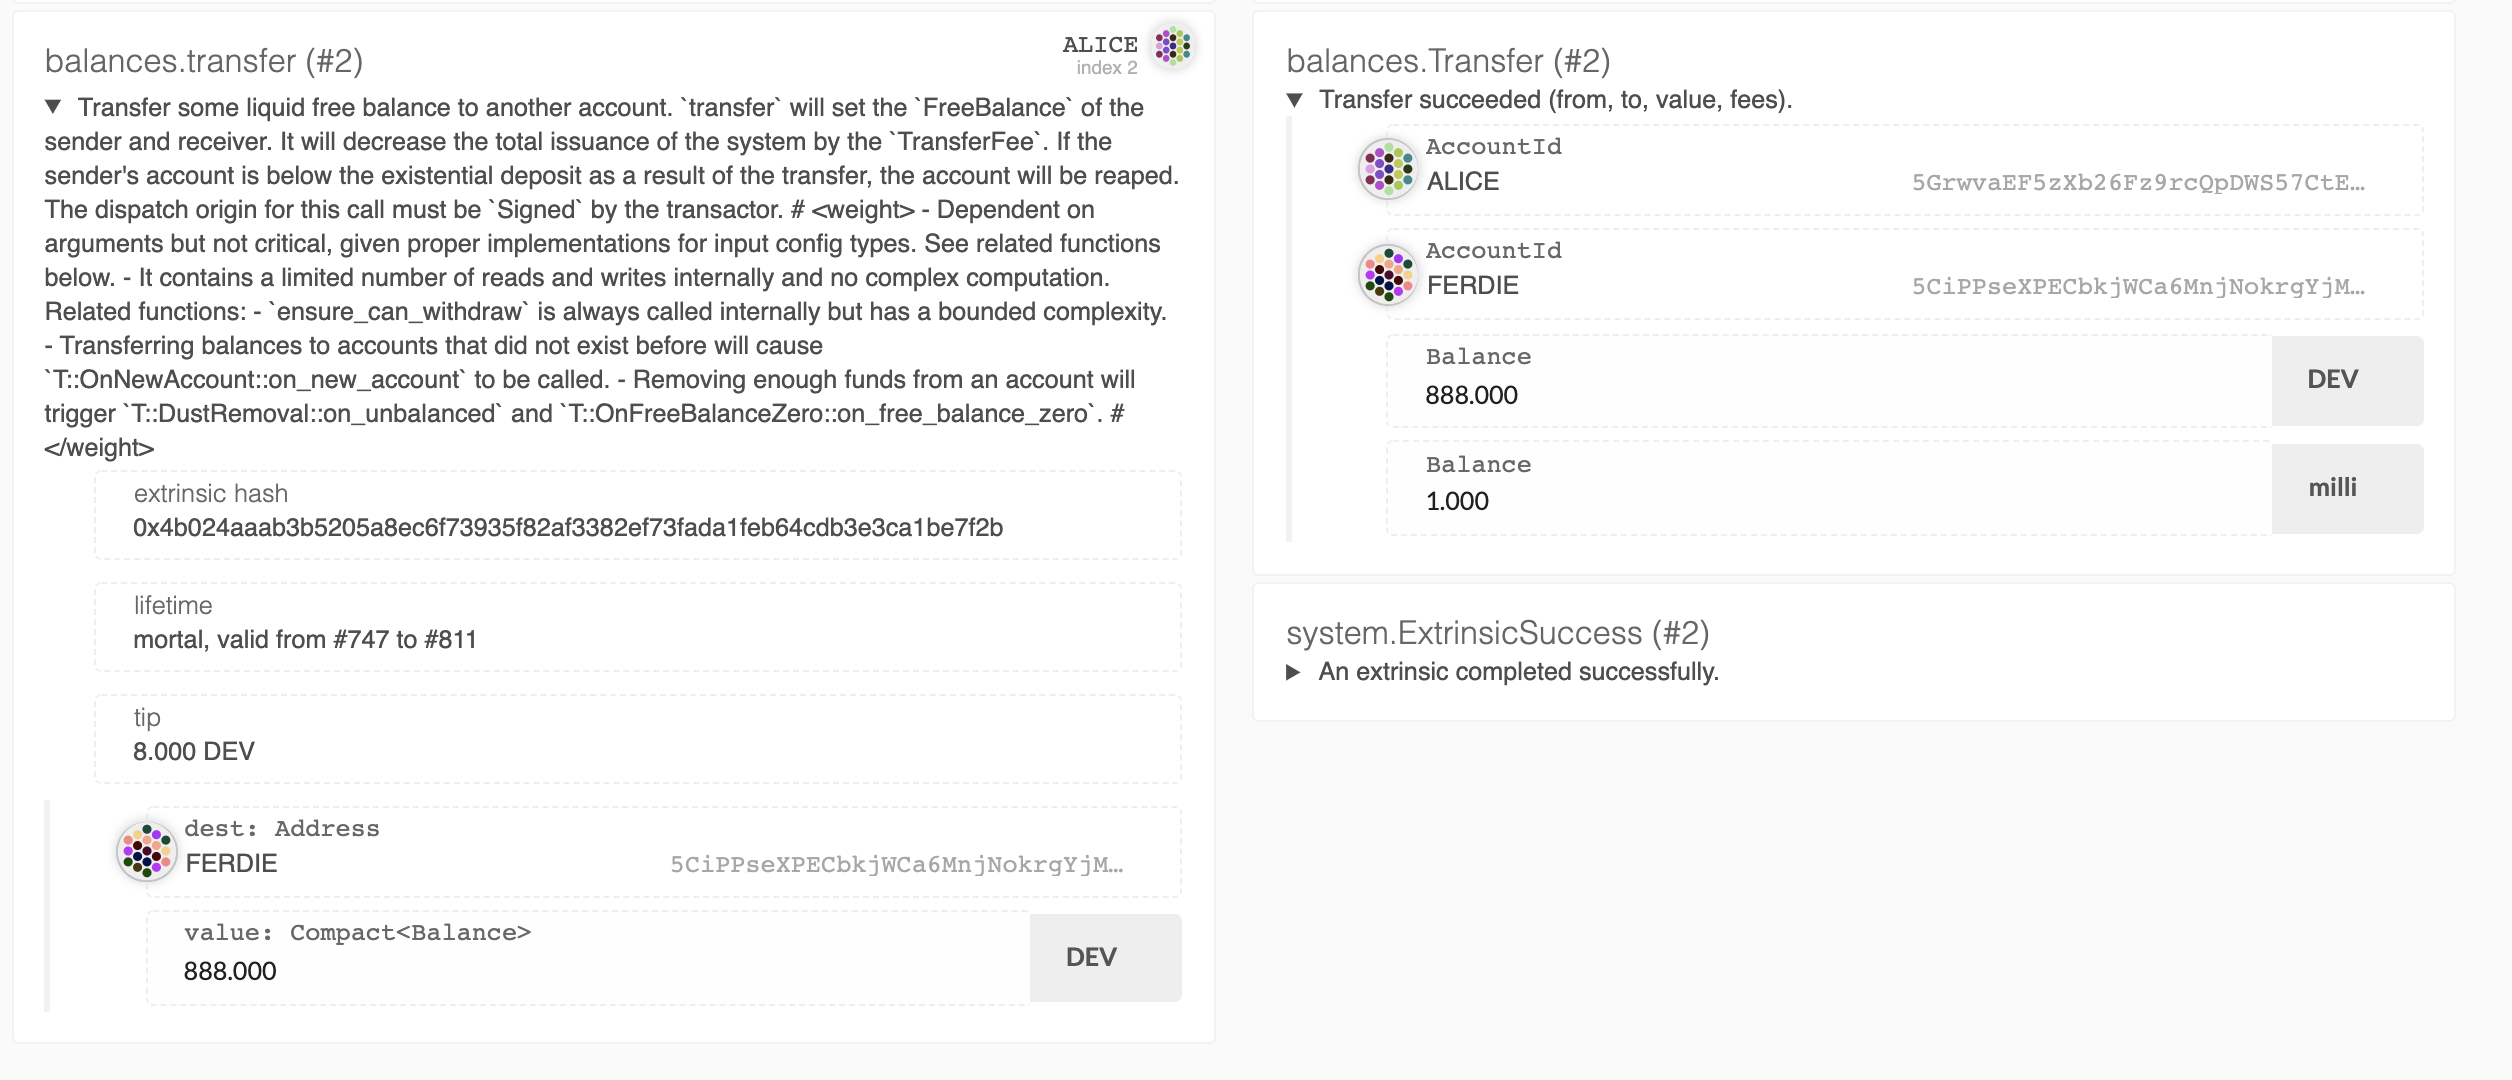 balances.transfer (#2)
ALICE
index 2
▼ Transfer some liquid free balance to another account. `transfer` will set the `FreeBalance` of the
sender and receiver. It will decrease the total issuance of the system by the `TransferFee`. If the
sender's account is below the existential deposit as a result of the transfer, the account will be reaped.
The dispatch origin for this call must be `Signed` by the transactor. # <weight> - Dependent on
arguments but not critical, given proper implementations for input config types. See related functions
below. - It contains a limited number of reads and writes internally and no complex computation.
Related functions: - `ensure_can_withdraw` is always called internally but has a bounded complexity.
- Transferring balances to accounts that did not exist before will cause
`T::OnNewAccount::on_new_account` to be called. - Removing enough funds from an account will
trigger `T::DustRemoval::on_unbalanced` and `T::OnFreeBalanceZero::on_free_balance_zero`. #
</weight>
extrinsic hash
0x4b024aaab3b5205a8ec6f73935f82af3382ef73fada1feb64cdb3e3ca1be7f2b
lifetime
mortal, valid from #747 to #811
tip
8.000 DEV
dest: Address
FERDIE 5CiPPseXPECbkjWCa6MnjNokrgYjM…
value: Compact<Balance>
888.000 DEV
balances.Transfer (#2)
▼ Transfer succeeded (from, to, value, fees).
AccountId
ALICE 5GrwvaEF5zXb26Fz9rcQpDWS57CtE…
AccountId
FERDIE 5CiPPseXPECbkjWCa6MnjNokrgYjM…
Balance
888.000 DEV
Balance
1.000 milli
system.ExtrinsicSuccess (#2)
▶ An extrinsic completed successfully.